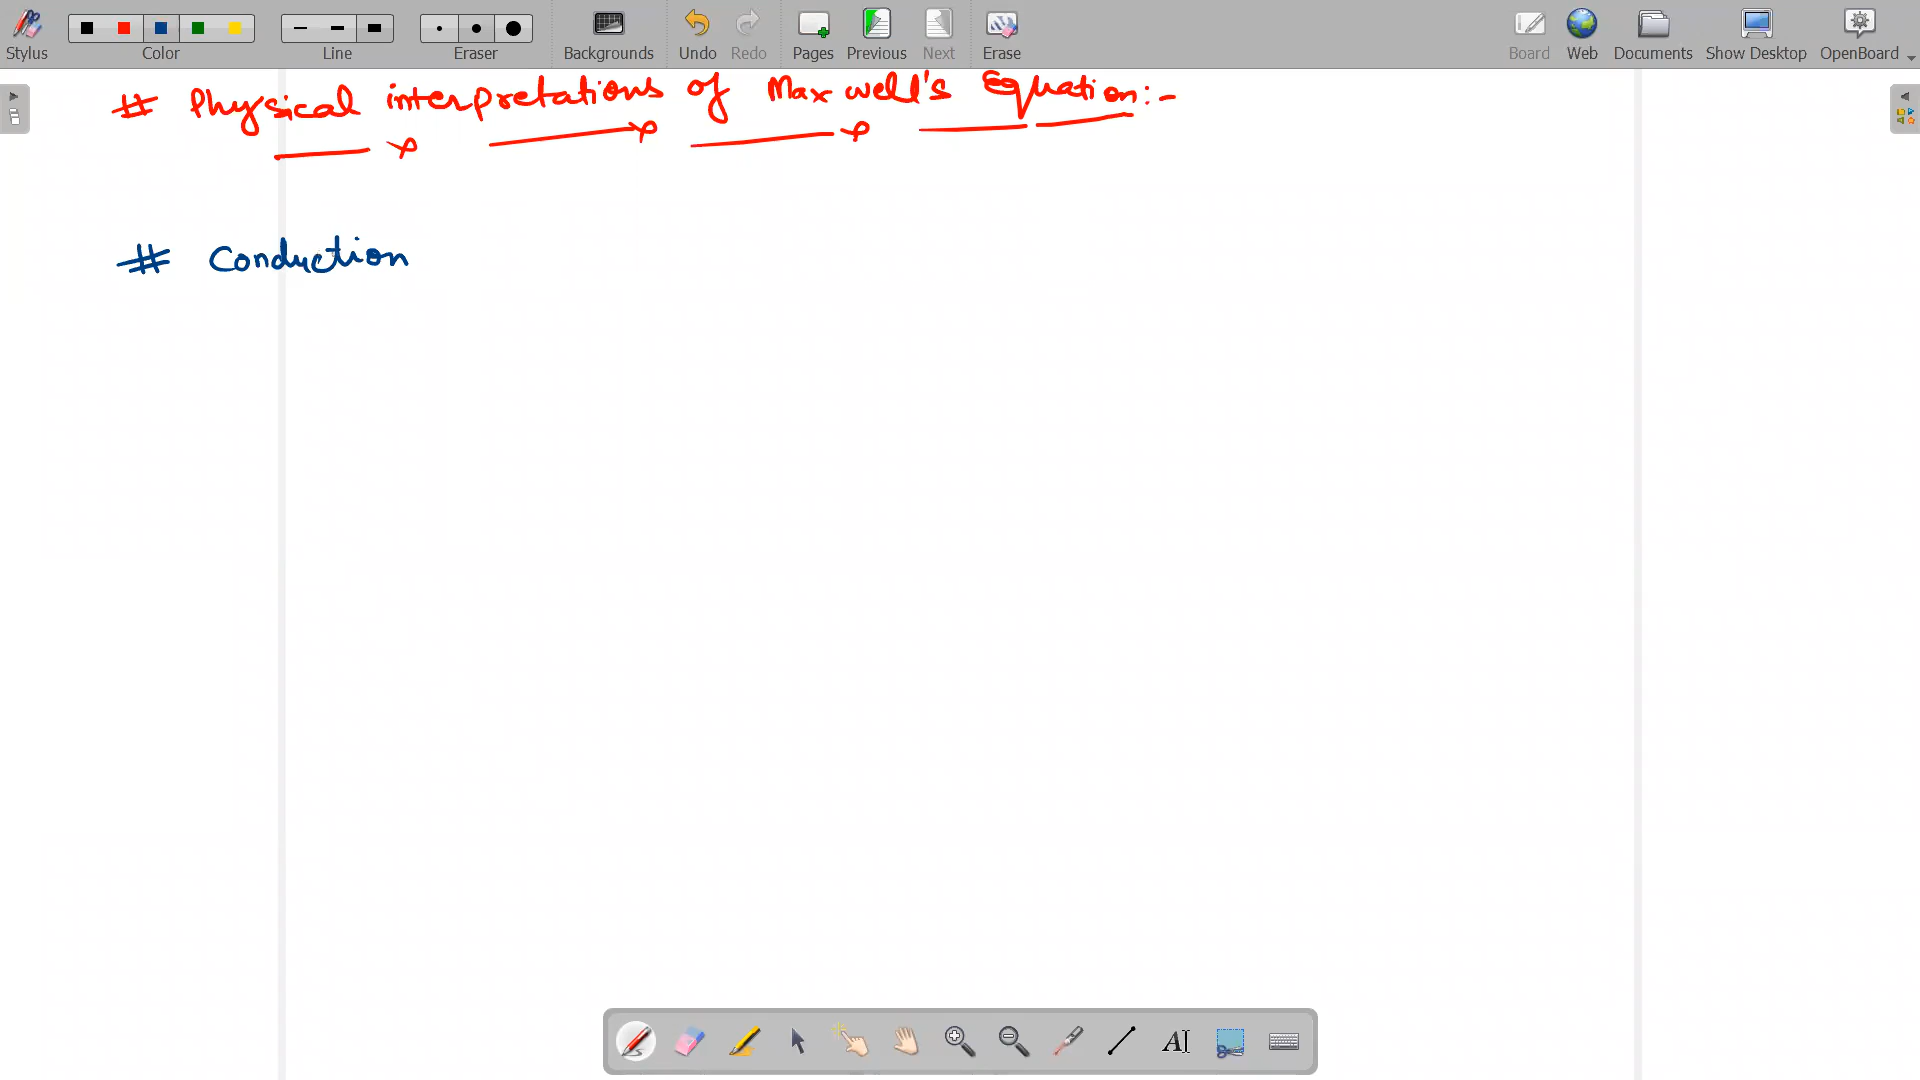 Stylus Color Line Eraser Backgrounds Undo Redo Pages Previous Next Erase Board Web Documents Show Desktop OpenBoard
# Physical interpretations of Maxwell's Equation:-
# Conduction